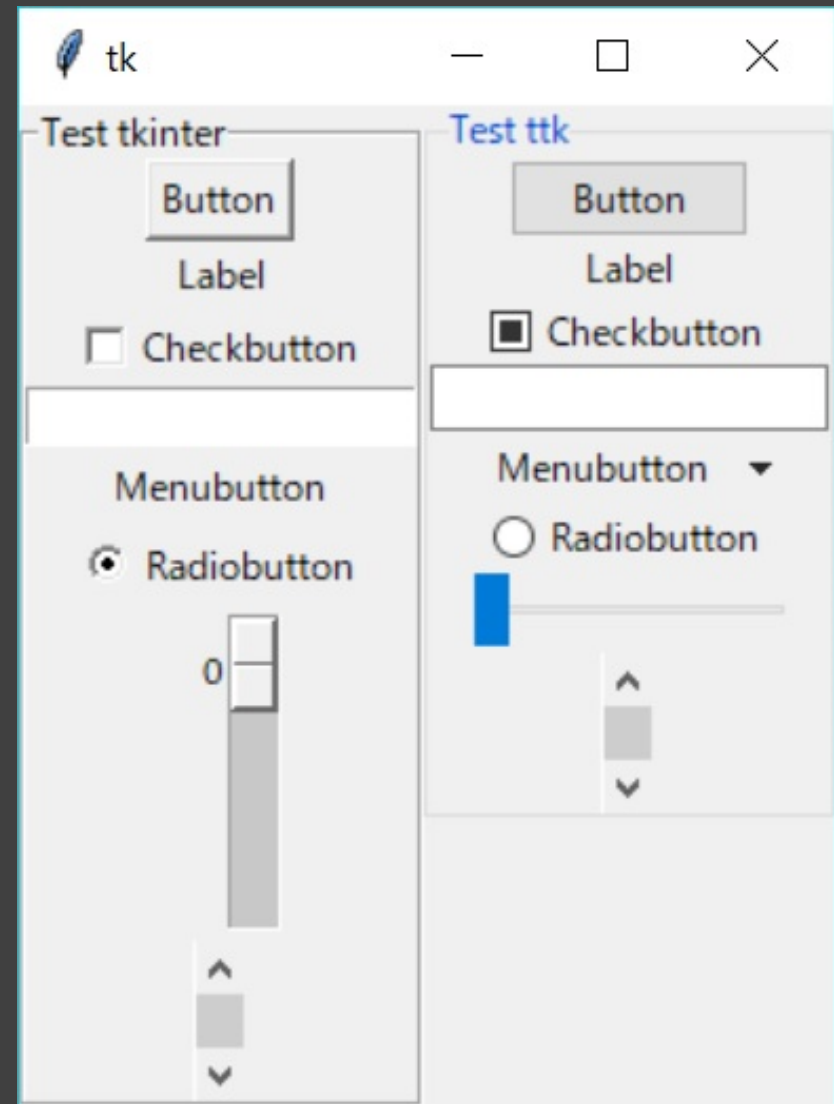 tk
Test tkinter
Button
Label
Checkbutton
Menubutton
Radiobutton
0
Test ttk
Button
Label
Checkbutton
Menubutton
Radiobutton